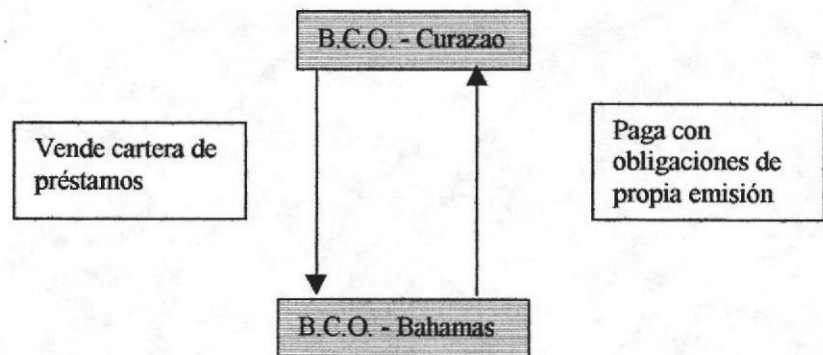 B.C.O. - Curazao
Vende cartera de
préstamos
Paga con
obligaciones de
propia emisión
B.C.O. - Bahamas